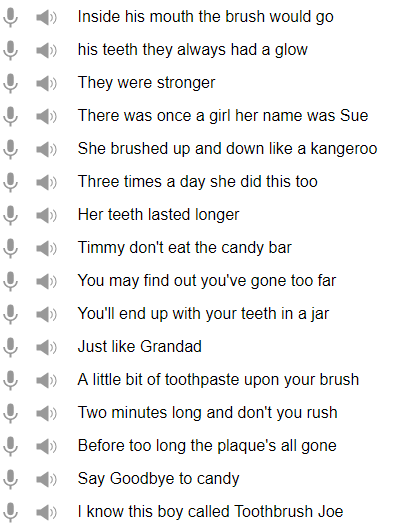 Inside his mouth the brush would go
his teeth they always had a glow
They were stronger
There was once a girl her name was Sue
She brushed up and down like a kangeroo
Three times a day she did this too
Her teeth lasted longer
Timmy don't eat the candy bar
You may find out you've gone too far
You'll end up with your teeth in a jar
Just like Grandad
A little bit of toothpaste upon your brush
Two minutes long and don't you rush
Before too long the plaque's all gone
Say Goodbye to candy
I know this boy called Toothbrush Joe